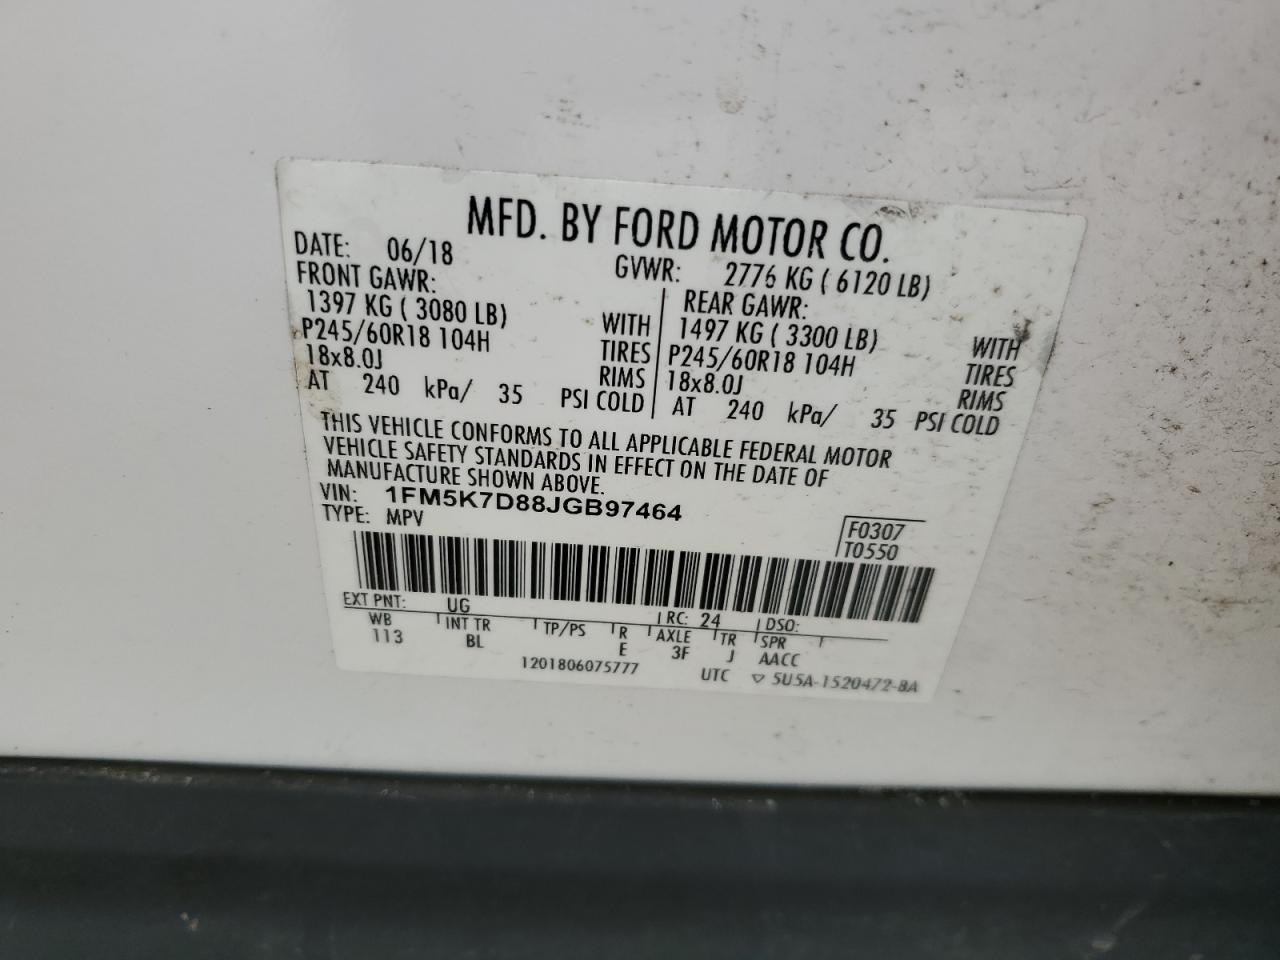 MFD. BY FORD MOTOR CO.
DATE: 06/18 GVWR: 2776 KG ( 6120 LB)
FRONT GAWR: REAR GAWR:
1397 KG ( 3080 LB) WITH 1497 KG ( 3300 LB) WITH
P245/60R18 104H TIRES P245/60R18 104H TIRES
18x8.0J RIMS 18x8.0J RIMS
AT 240 kPa/ 35 PSI COLD AT 240 kPa/ 35 PSI COLD
THIS VEHICLE CONFORMS TO ALL APPLICABLE FEDERAL MOTOR
VEHICLE SAFETY STANDARDS IN EFFECT ON THE DATE OF
MANUFACTURE SHOWN ABOVE.
VIN: 1FM5K7D88JGB97464
TYPE: MPV F0307
T0550
EXT PNT: UG RC: 24 DSO:
WB INT TR TP/PS R AXLE TR SPR
113 BL E 3F J AACC
1201806075777 UTC ▽ 5U5A-1520472-BA